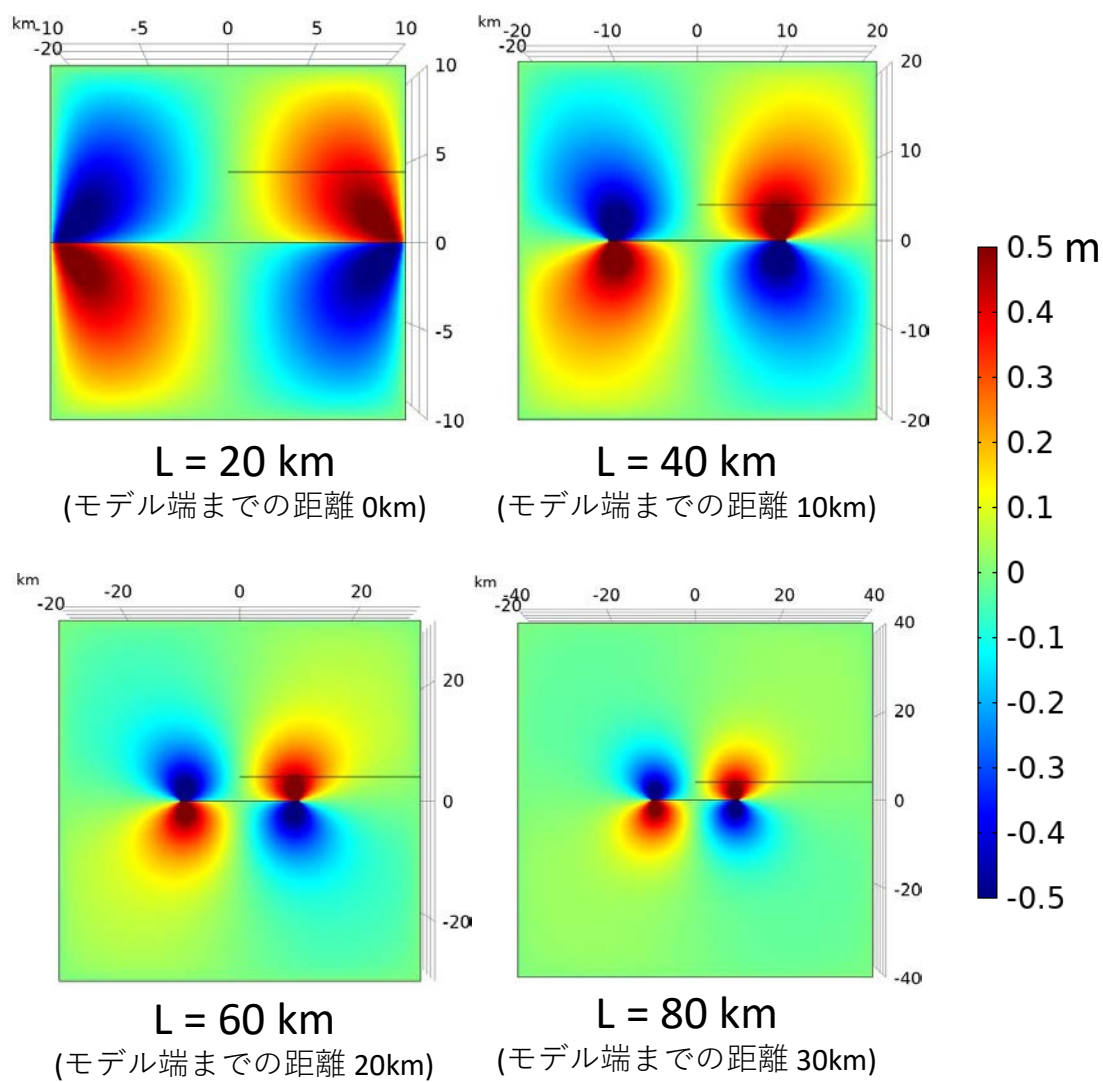 km -10 -5 0 5 10
-20
10
5
0
-5
-10
L = 20 km
(モデル端までの距離 0km)
km -20 -10 0 10 20
-20
20
10
0
-10
-20
L = 40 km
(モデル端までの距離 10km)
0.5 m
0.4
0.3
0.2
0.1
0
-0.1
-0.2
-0.3
-0.4
-0.5
km -20 0 20
-20
20
0
-20
L = 60 km
(モデル端までの距離 20km)
km -40 -20 0 20 40
-20
40
20
0
-20
-40
L = 80 km
(モデル端までの距離 30km)